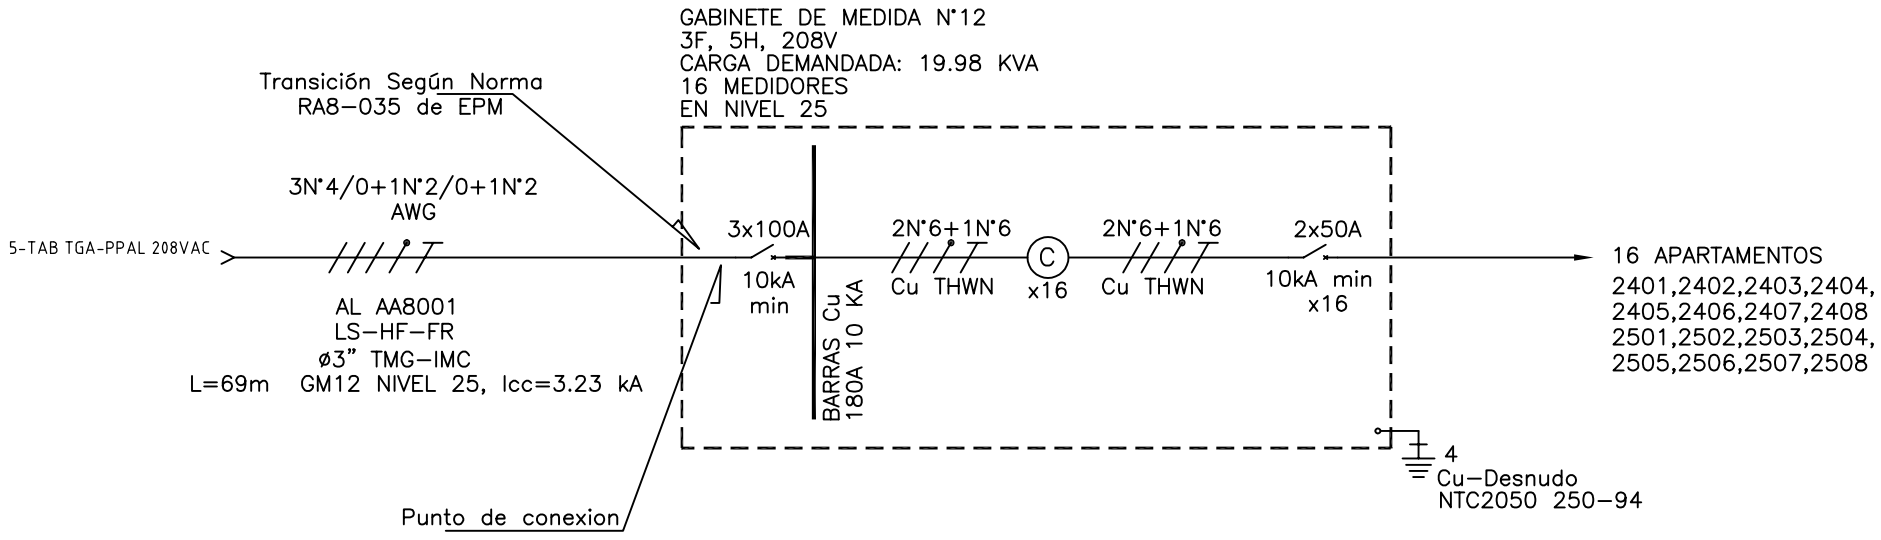 GABINETE DE MEDIDA N°12
3F, 5H, 208V
CARGA DEMANDADA: 19.98 KVA
16 MEDIDORES
EN NIVEL 25
Transición Según Norma
RA8-035 de EPM
3N°4/0+1N°2/0+1N°2
AWG
5-TAB TGA-PPAL 208VAC
AL AA8001
LS-HF-FR
ø3" TMG-IMC
L=69m GM12 NIVEL 25, Icc=3.23 kA
Punto de conexion
3x100A
10kA
min
BARRAS Cu
180A 10 KA
2N°6+1N°6
Cu THWN
C
x16
2N°6+1N°6
Cu THWN
2x50A
10kA min
x16
16 APARTAMENTOS
2401,2402,2403,2404,
2405,2406,2407,2408
2501,2502,2503,2504,
2505,2506,2507,2508
4
Cu-Desnudo
NTC2050 250-94